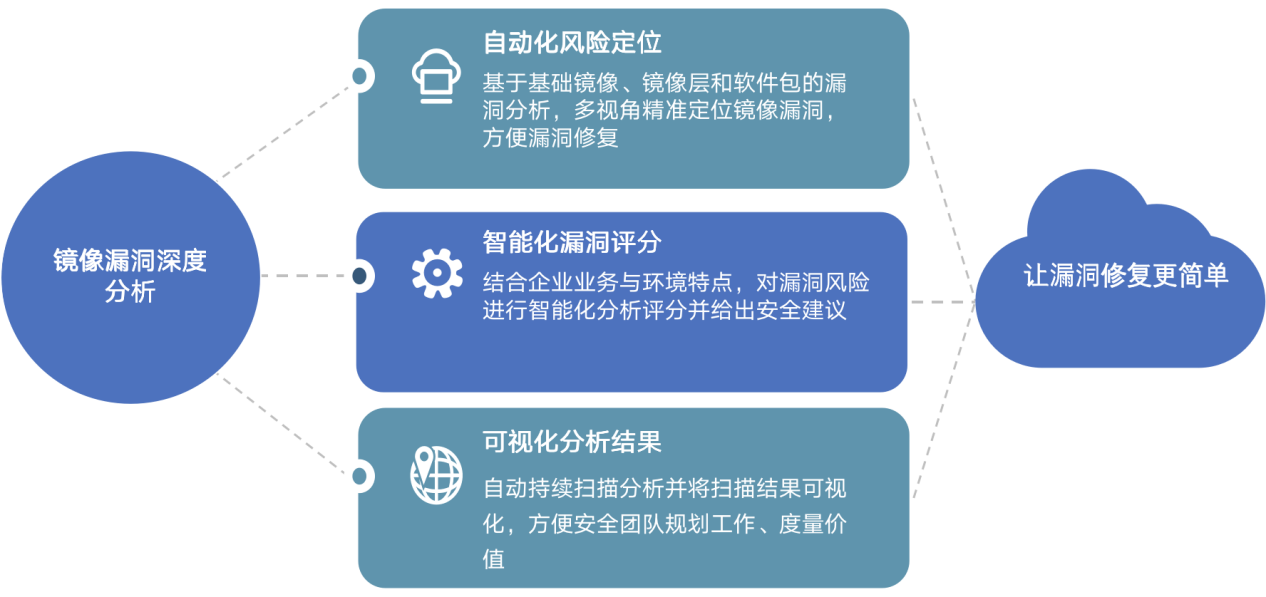 镜像漏洞深度
分析
自动化风险定位
基于基础镜像、镜像层和软件包的漏
洞分析，多视角精准定位镜像漏洞，
方便漏洞修复
智能化漏洞评分
结合企业业务与环境特点，对漏洞风险
进行智能化分析评分并给出安全建议
可视化分析结果
自动持续扫描分析并将扫描结果可视
化，方便安全团队规划工作、度量价
值
让漏洞修复更简单